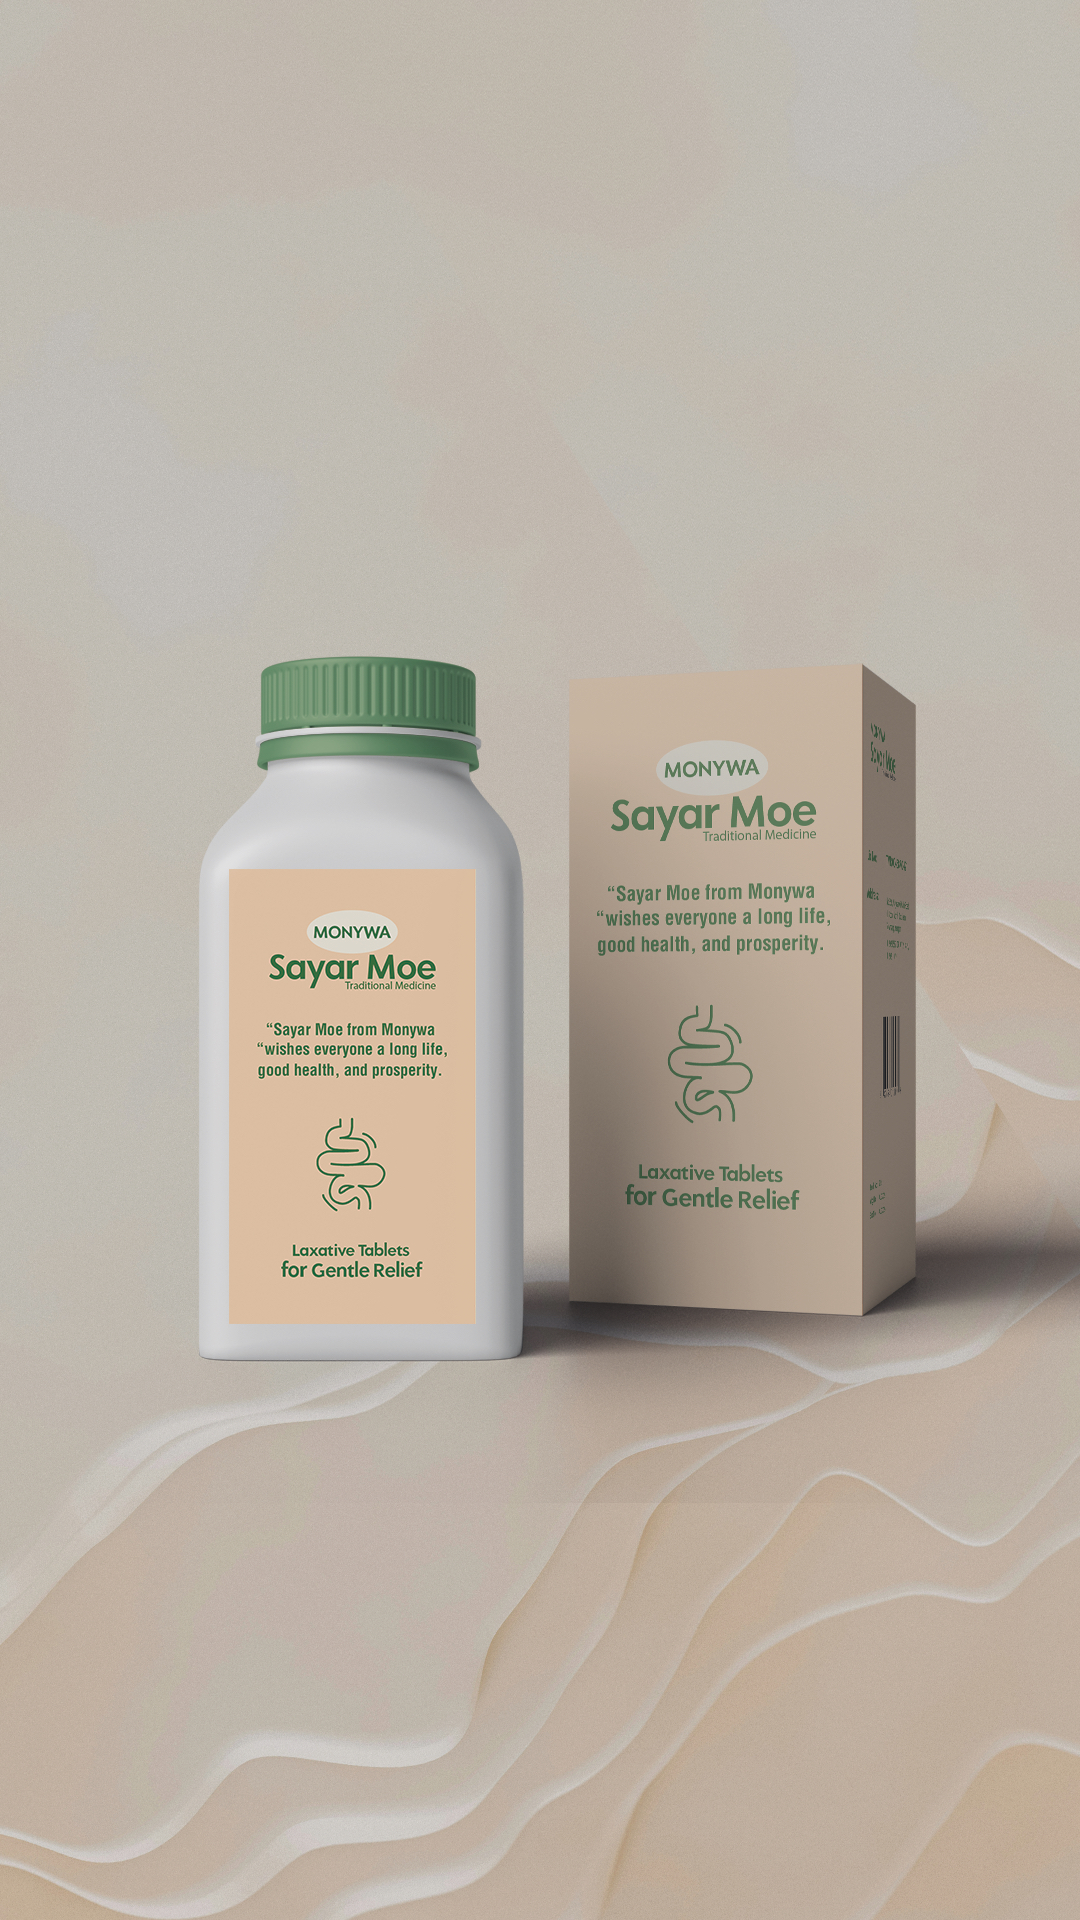 MONYWA
Sayar Moe
Traditional Medicine
“Sayar Moe from Monywa
“wishes everyone a long life,
good health, and prosperity.
Laxative Tablets
for Gentle Relief
MONYWA
Sayar Moe
Traditional Medicine
“Sayar Moe from Monywa
“wishes everyone a long life,
good health, and prosperity.
Laxative Tablets
for Gentle Relief
Sayar Moe